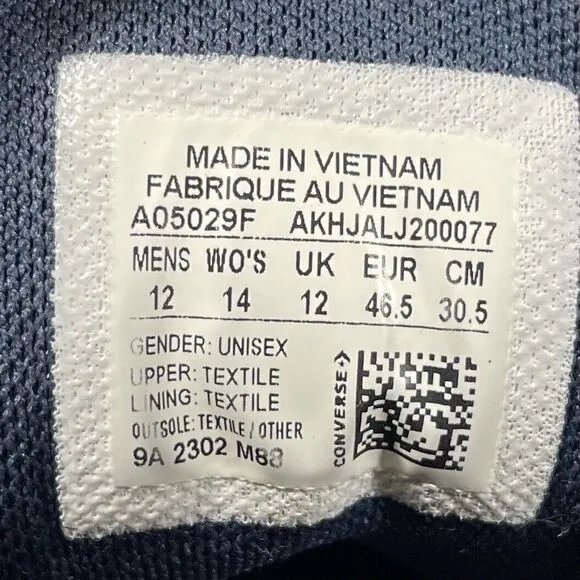 MADE IN VIETNAM
FABRIQUE AU VIETNAM
A05029F AKHJALJ200077
MENS WO'S UK EUR CM
12 14 12 46.5 30.5
GENDER: UNISEX
UPPER: TEXTILE
LINING: TEXTILE
OUTSOLE: TEXTILE / OTHER
9A 2302 M88
CONVERSE